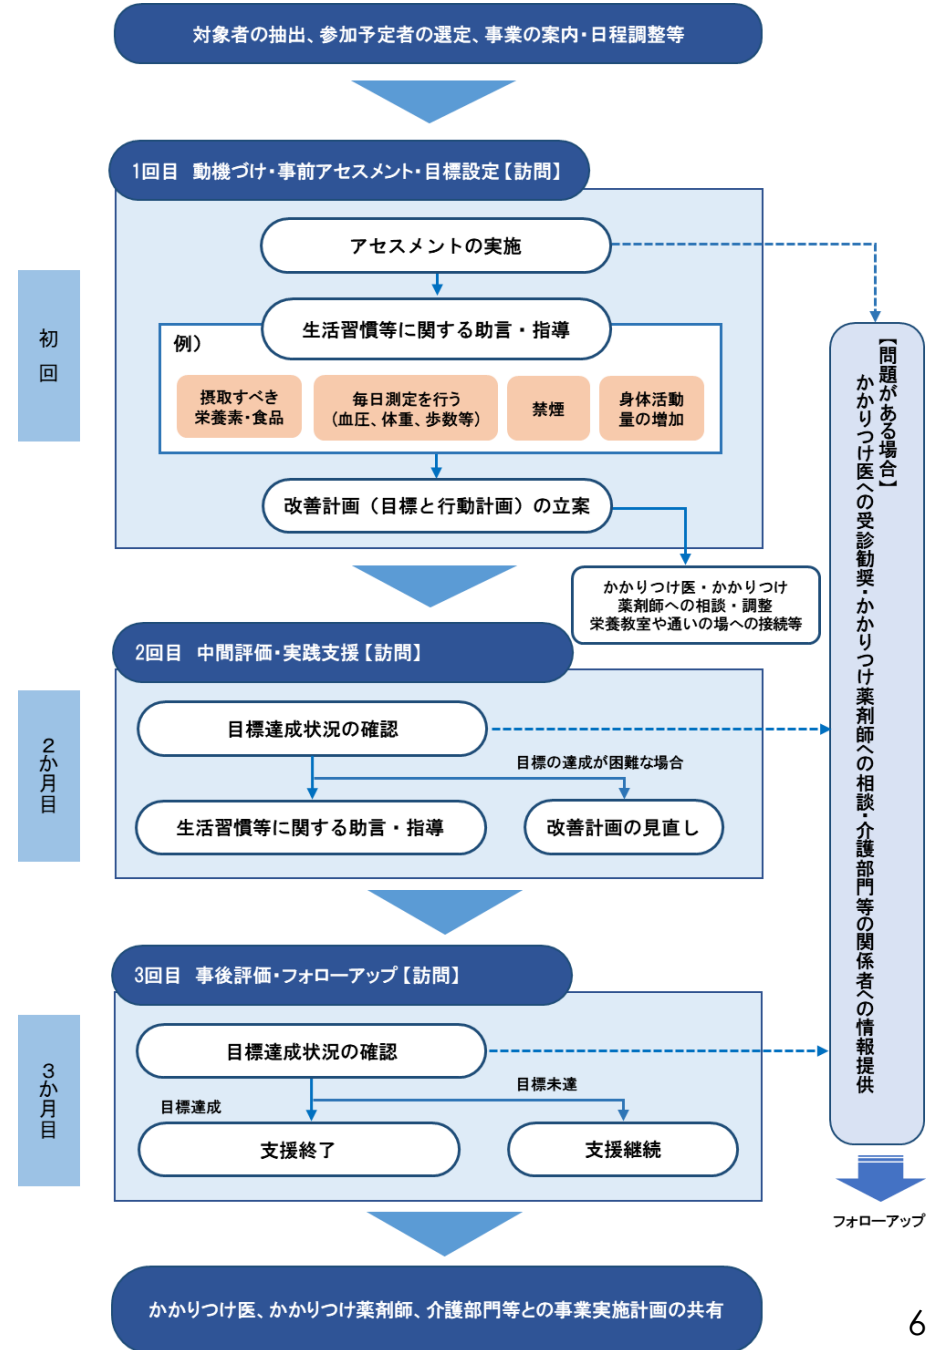 対象者の抽出、参加予定者の選定、事業の案内・日程調整等
1回目　動機づけ・事前アセスメント・目標設定【訪問】
初回
アセスメントの実施
生活習慣等に関する助言・指導
例）
摂取すべき
栄養素・食品
毎日測定を行う
（血圧、体重、歩数等）
禁煙
身体活動
量の増加
改善計画（目標と行動計画）の立案
かかりつけ医・かかりつけ
薬剤師への相談・調整
栄養教室や通いの場への接続等
【問題がある場合】
かかりつけ医への受診勧奨・かかりつけ薬剤師への相談・介護部門等の関係者への情報提供
2回目　中間評価・実践支援【訪問】
２か月目
目標達成状況の確認
目標の達成が困難な場合
生活習慣等に関する助言・指導
改善計画の見直し
3回目　事後評価・フォローアップ【訪問】
３か月目
目標達成状況の確認
目標未達
目標達成
支援終了
支援継続
フォローアップ
かかりつけ医、かかりつけ薬剤師、介護部門等との事業実施計画の共有
6